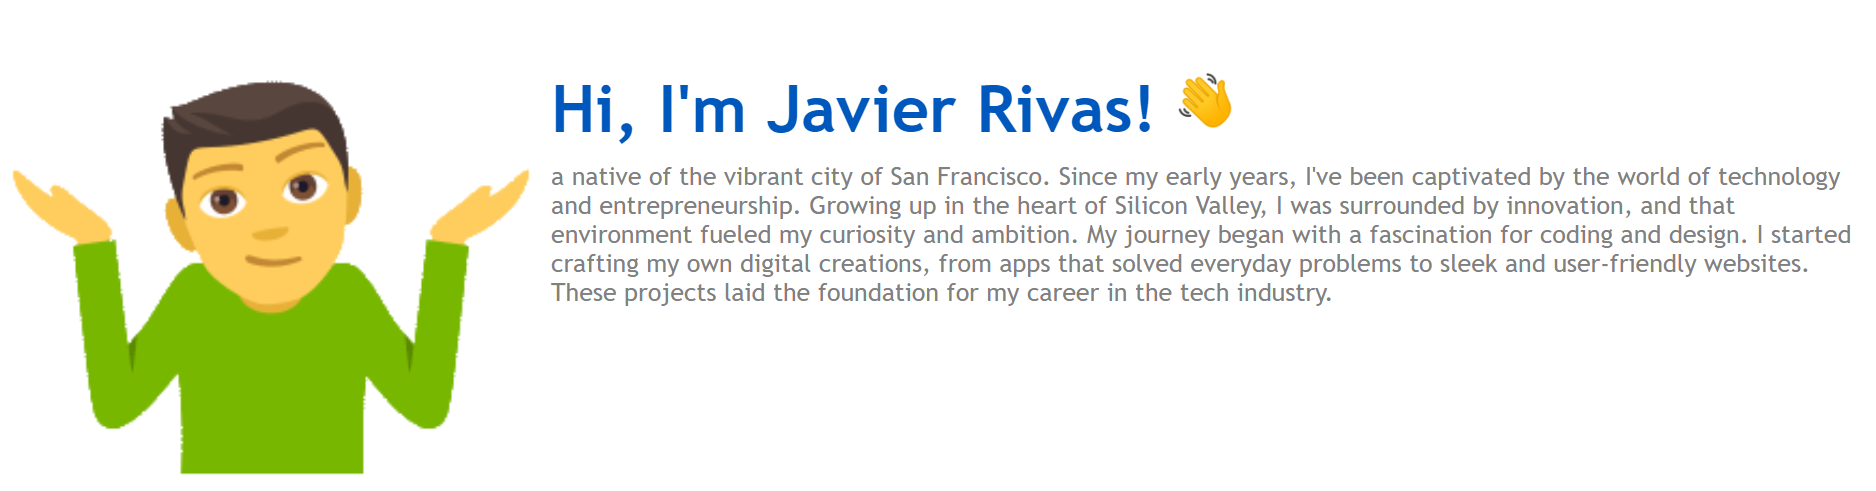 Hi, I'm Javier Rivas! 👋
a native of the vibrant city of San Francisco. Since my early years, I've been captivated by the world of technology
and entrepreneurship. Growing up in the heart of Silicon Valley, I was surrounded by innovation, and that
environment fueled my curiosity and ambition. My journey began with a fascination for coding and design. I started
crafting my own digital creations, from apps that solved everyday problems to sleek and user-friendly websites.
These projects laid the foundation for my career in the tech industry.